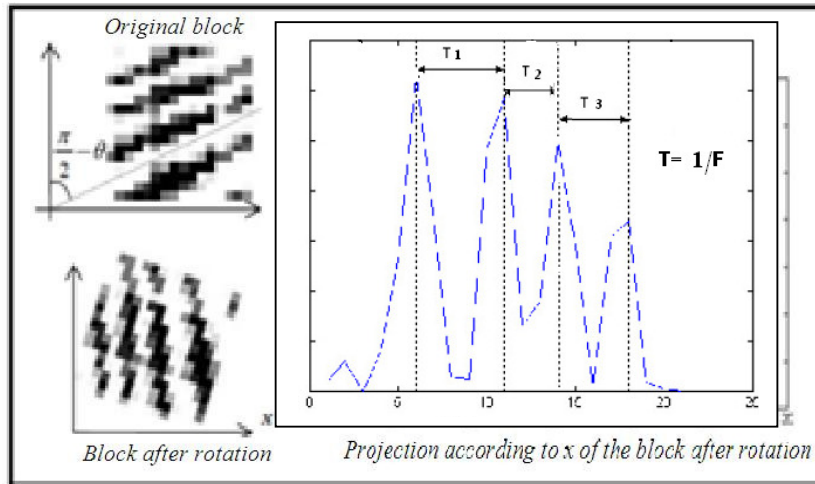 Original block
π/2 - θ
T 1
T 2
T 3
T= 1/F
x
0 5 10 15 20 25
Block after rotation
Projection according to x of the block after rotation